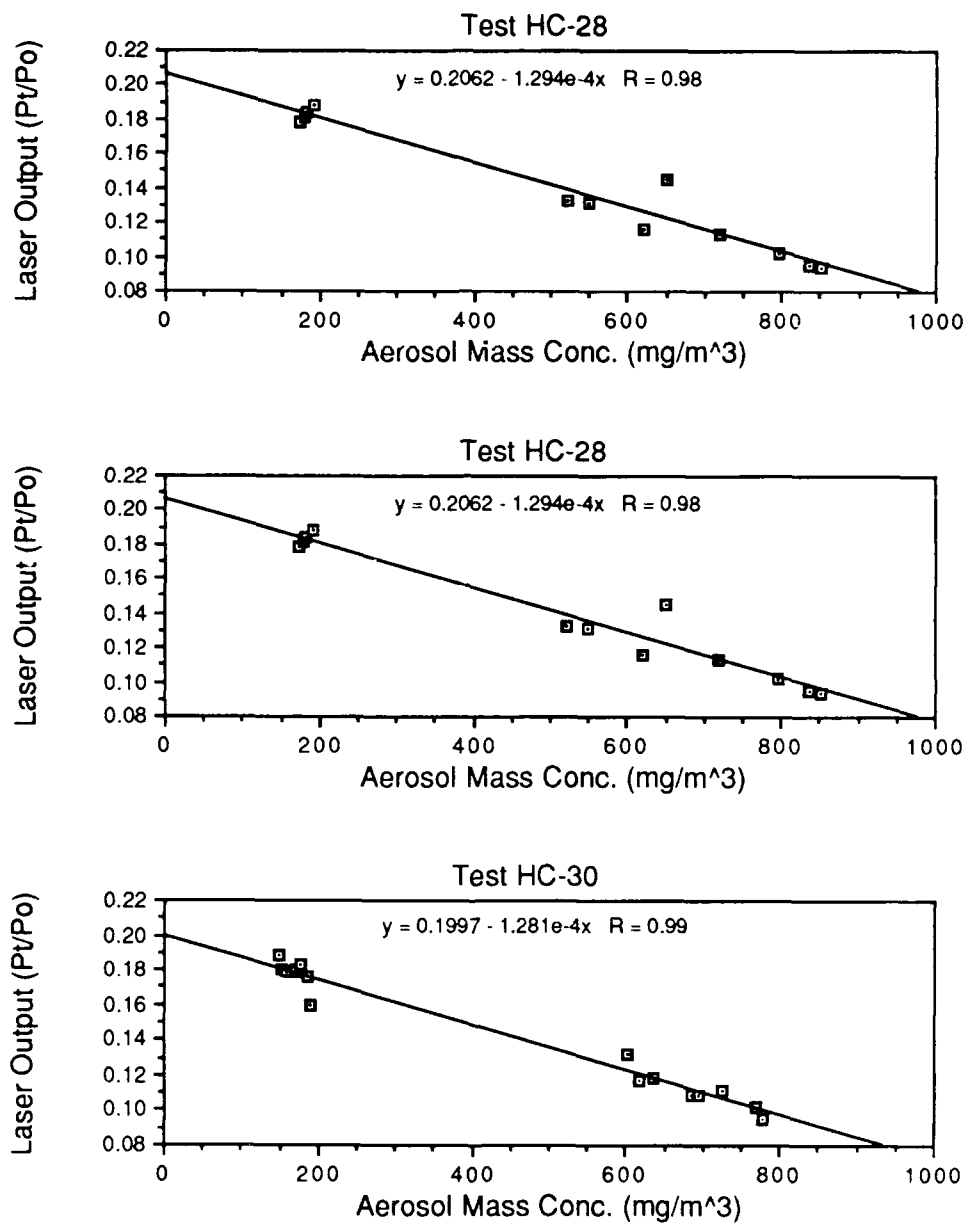 Test HC-28
y = 0.2062 - 1.294e-4x R = 0.98
Laser Output (Pt/Po)
0.22
0.20
0.18
0.16
0.14
0.12
0.10
0.08
0 200 400 600 800 1000
Aerosol Mass Conc. (mg/m^3)
Test HC-28
y = 0.2062 - 1.294e-4x R = 0.98
Laser Output (Pt/Po)
0.22
0.20
0.18
0.16
0.14
0.12
0.10
0.08
0 200 400 600 800 1000
Aerosol Mass Conc. (mg/m^3)
Test HC-30
y = 0.1997 - 1.281e-4x R = 0.99
Laser Output (Pt/Po)
0.22
0.20
0.18
0.16
0.14
0.12
0.10
0.08
0 200 400 600 800 1000
Aerosol Mass Conc. (mg/m^3)